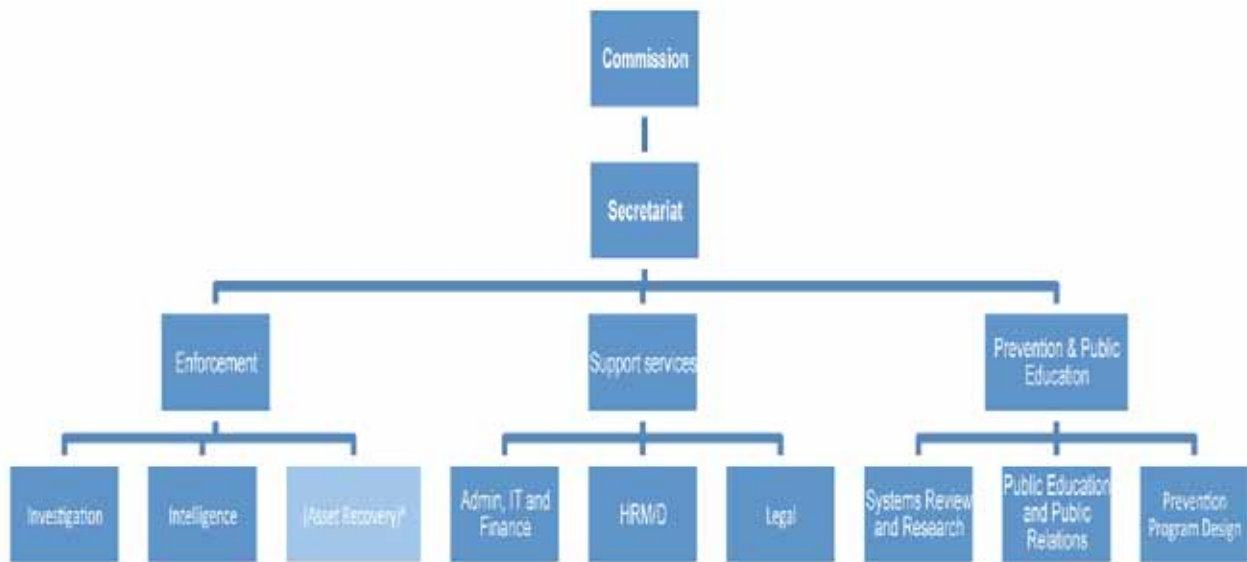 Commission
Secretariat
Enforcement
Support services
Prevention & Public
Education
Investigation
Intelligence
(Asset Recovery)*
Admin, IT and
Finance
HRM/D
Legal
Systems Review
and Research
Public Education
and Public
Relations
Prevention
Program Design